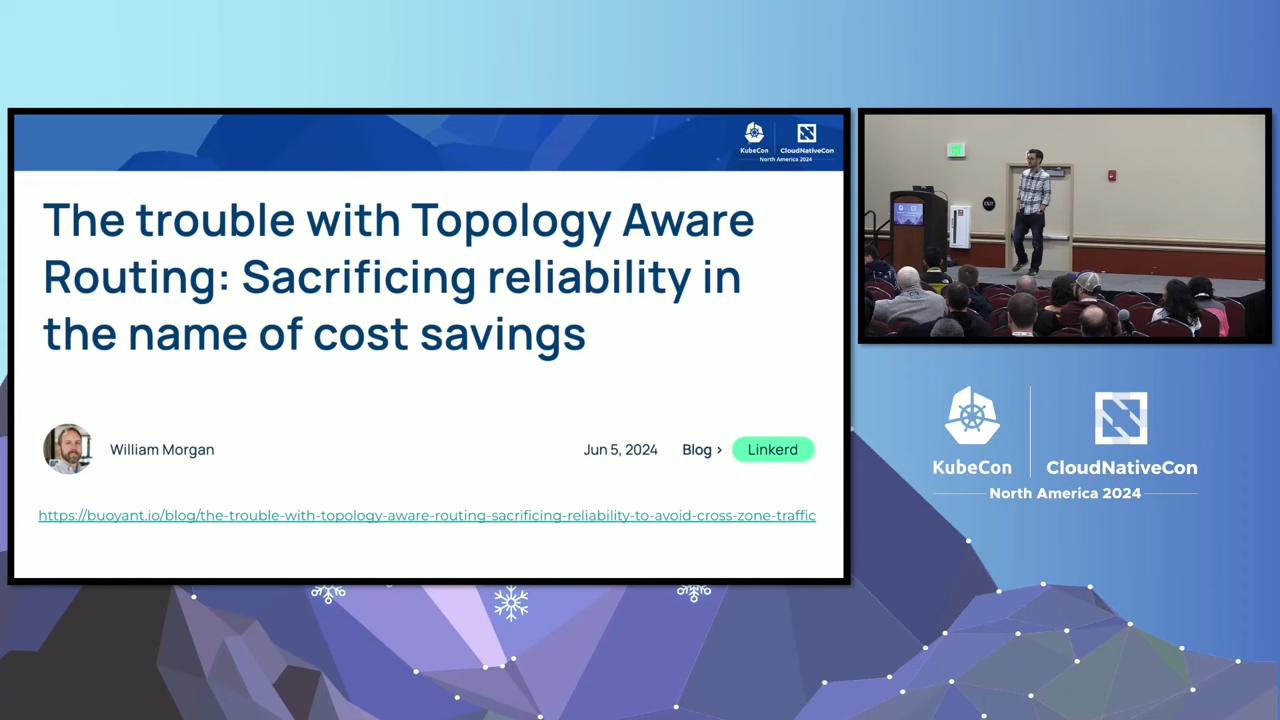 KubeCon
CloudNativeCon
North America 2024
The trouble with Topology Aware
Routing: Sacrificing reliability in
the name of cost savings
William Morgan
Jun 5, 2024
Blog ›
Linkerd
https://buoyant.io/blog/the-trouble-with-topology-aware-routing-sacrificing-reliability-to-avoid-cross-zone-traffic
EXIT
KubeCon
CloudNativeCon
North America 2024